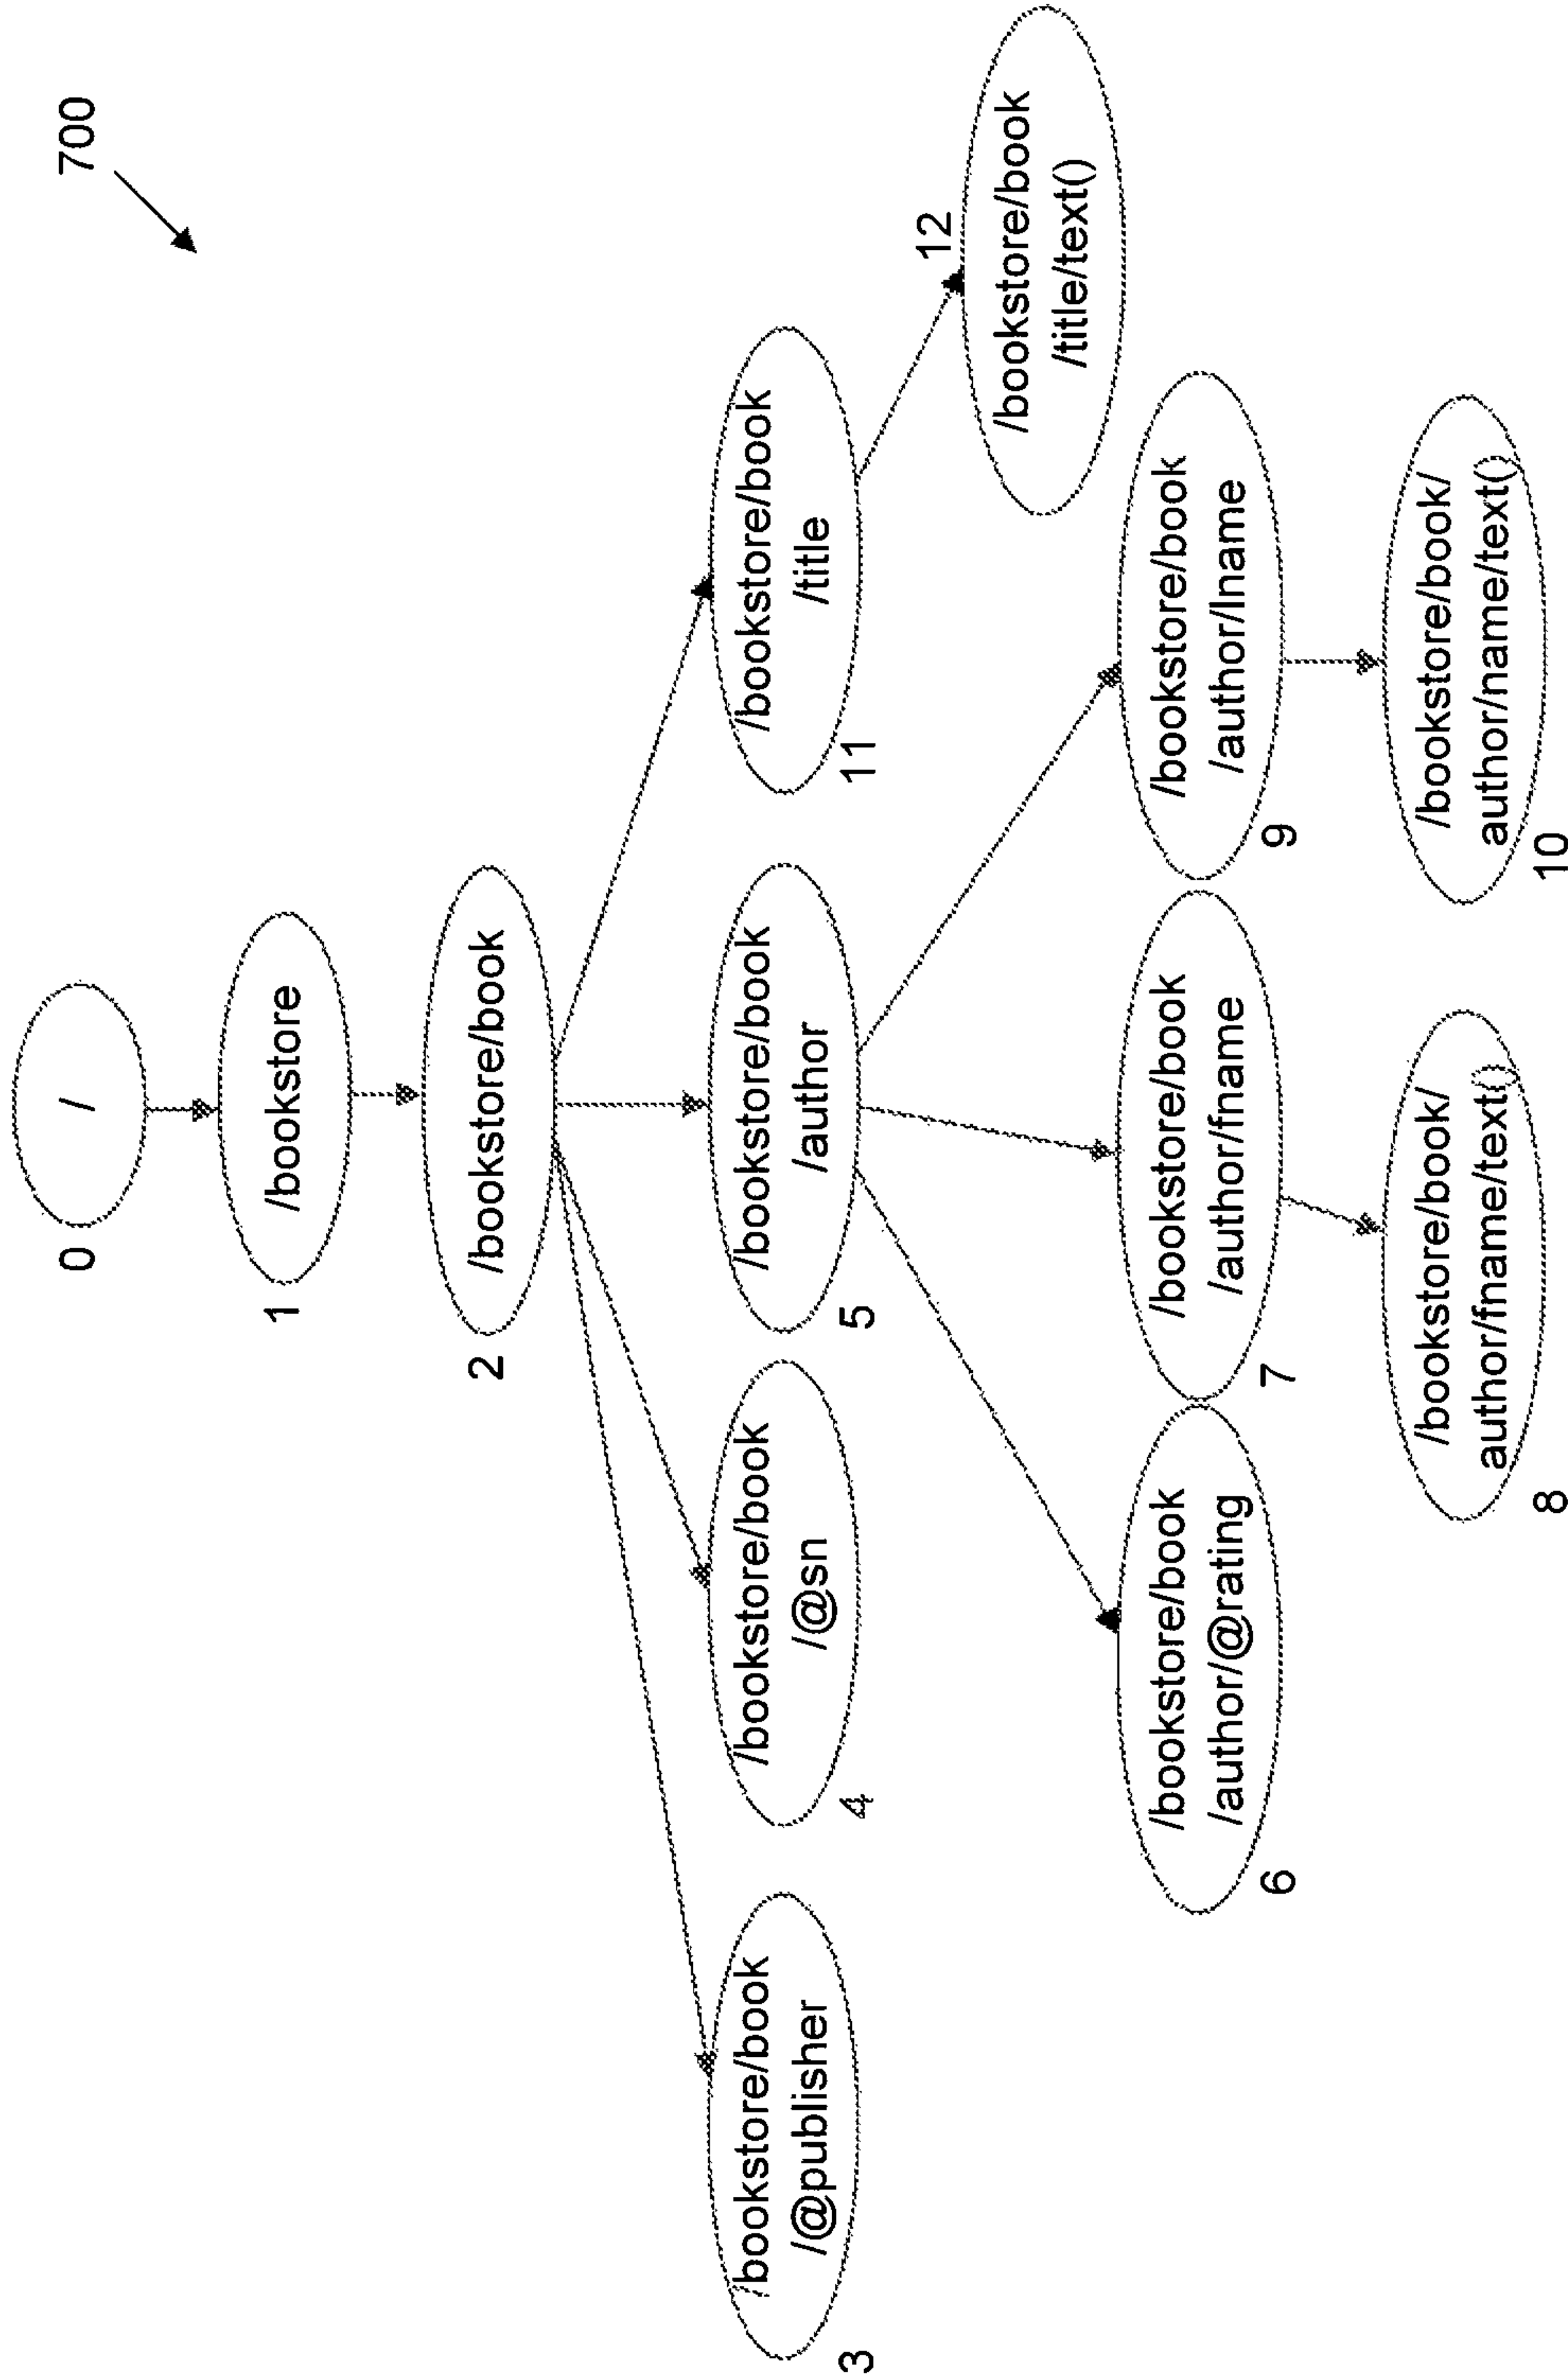 700
0
/
1
/bookstore
2
/bookstore/book
3
/bookstore/book
/@publisher
4
/bookstore/book
/@sn
5
/bookstore/book
/author
11
/bookstore/book
/title
12
/bookstore/book
/title/text()
6
/bookstore/book
/author/@rating
7
/bookstore/book
/author/fname
9
/bookstore/book
/author/lname
8
/bookstore/book/
author/fname/text()
10
/bookstore/book/
author/name/text()